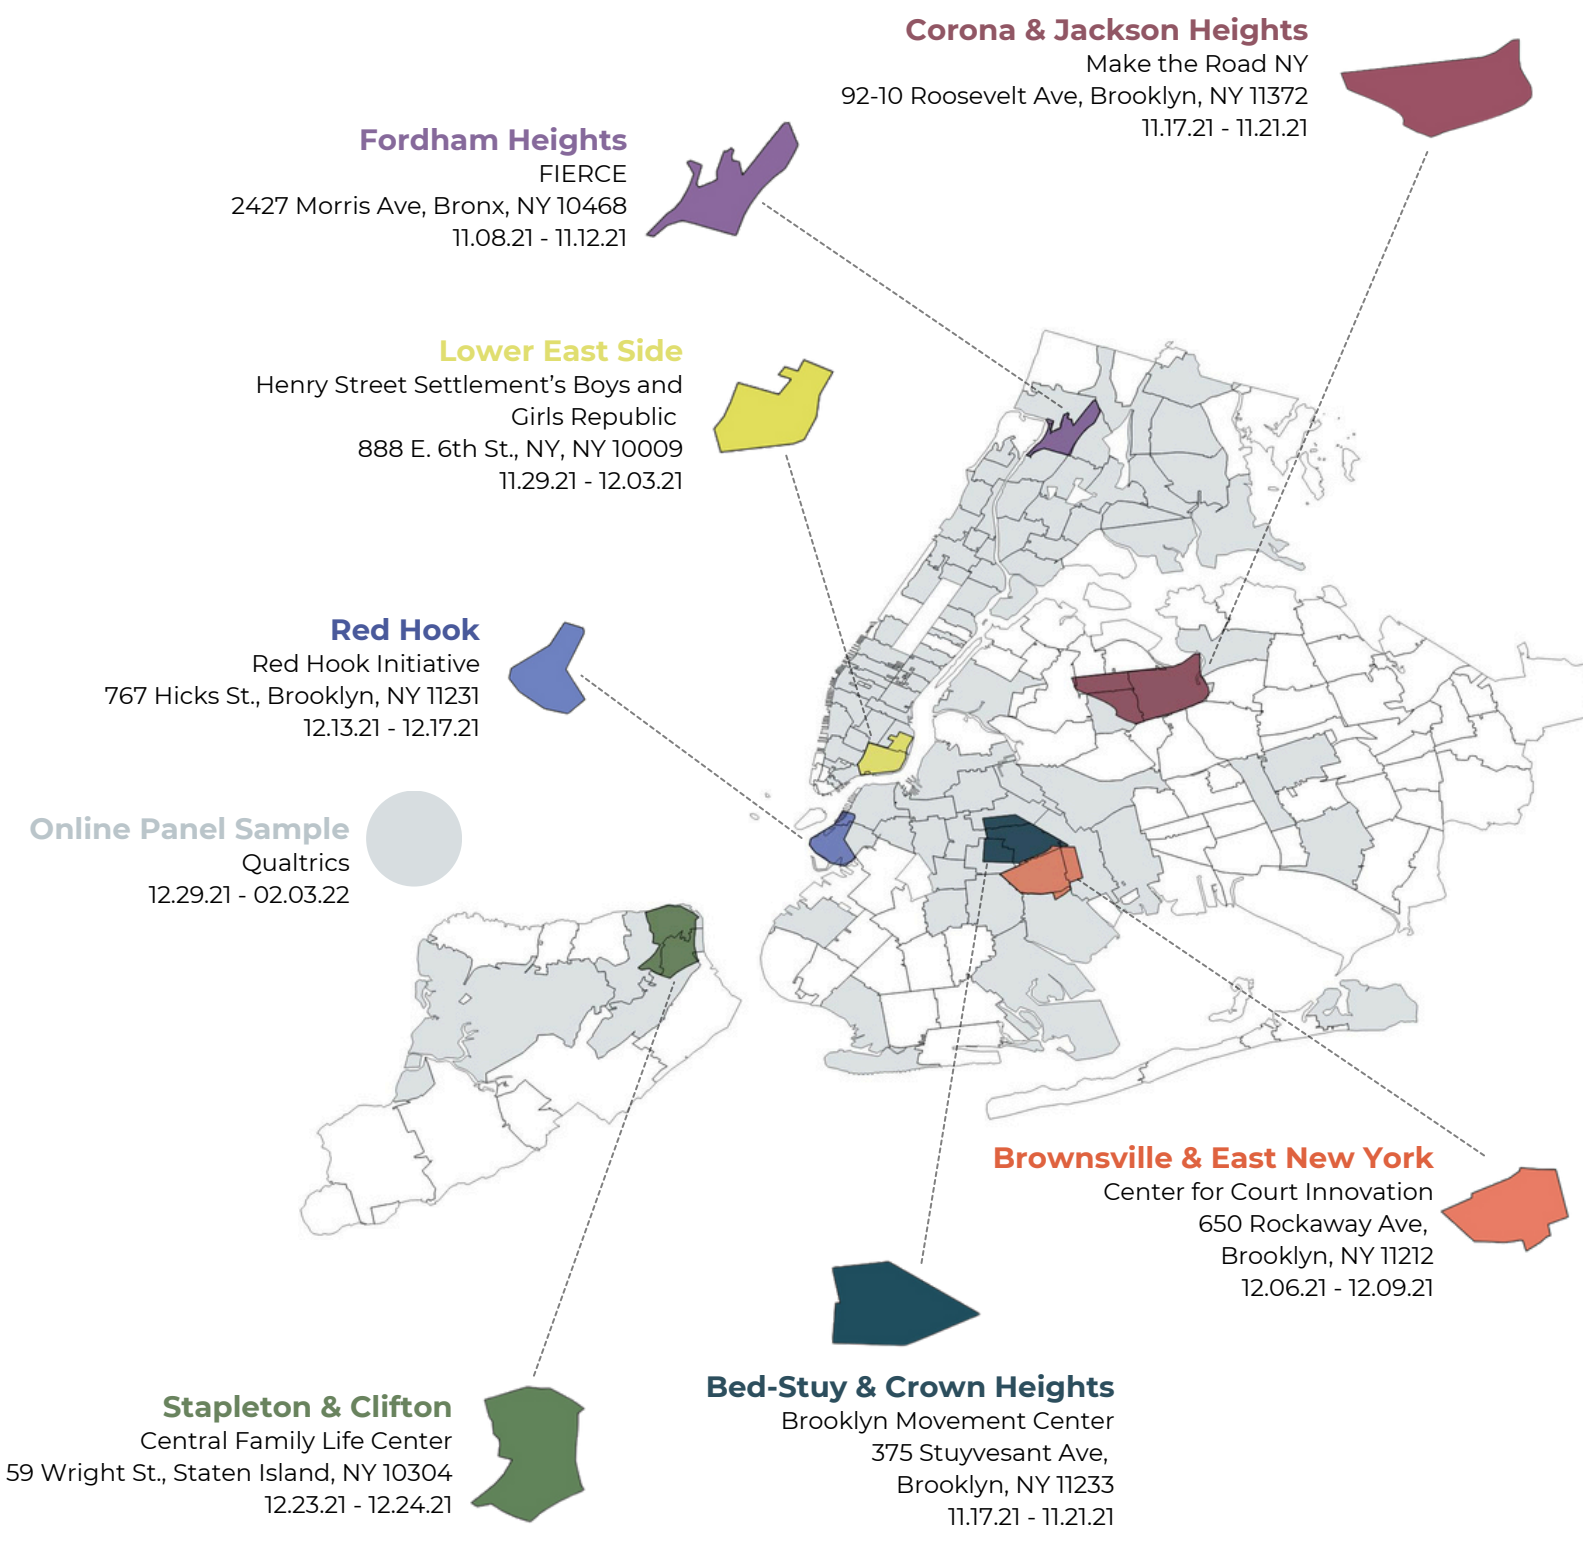 Corona & Jackson Heights
Make the Road NY
92-10 Roosevelt Ave, Brooklyn, NY 11372
11.17.21 - 11.21.21
Fordham Heights
FIERCE
2427 Morris Ave, Bronx, NY 10468
11.08.21 - 11.12.21
Lower East Side
Henry Street Settlement’s Boys and
Girls Republic
888 E. 6th St., NY, NY 10009
11.29.21 - 12.03.21
Red Hook
Red Hook Initiative
767 Hicks St., Brooklyn, NY 11231
12.13.21 - 12.17.21
Online Panel Sample
Qualtrics
12.29.21 - 02.03.22
Brownsville & East New York
Center for Court Innovation
650 Rockaway Ave,
Brooklyn, NY 11212
12.06.21 - 12.09.21
Bed-Stuy & Crown Heights
Brooklyn Movement Center
375 Stuyvesant Ave,
Brooklyn, NY 11233
11.17.21 - 11.21.21
Stapleton & Clifton
Central Family Life Center
59 Wright St., Staten Island, NY 10304
12.23.21 - 12.24.21